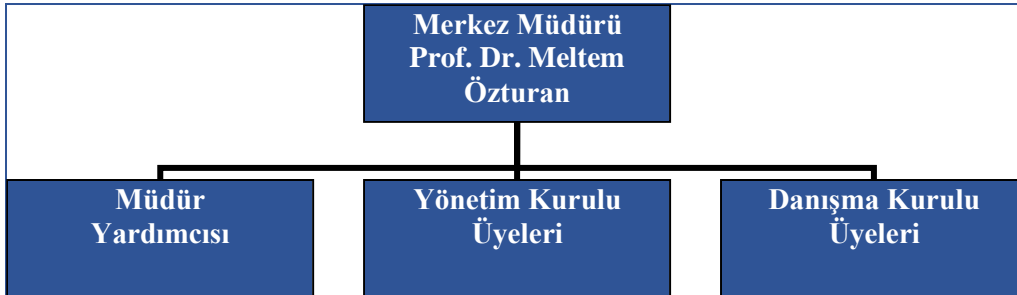 Merkez Müdürü
Prof. Dr. Meltem
Özturan
Müdür
Yardımcısı
Yönetim Kurulu
Üyeleri
Danışma Kurulu
Üyeleri